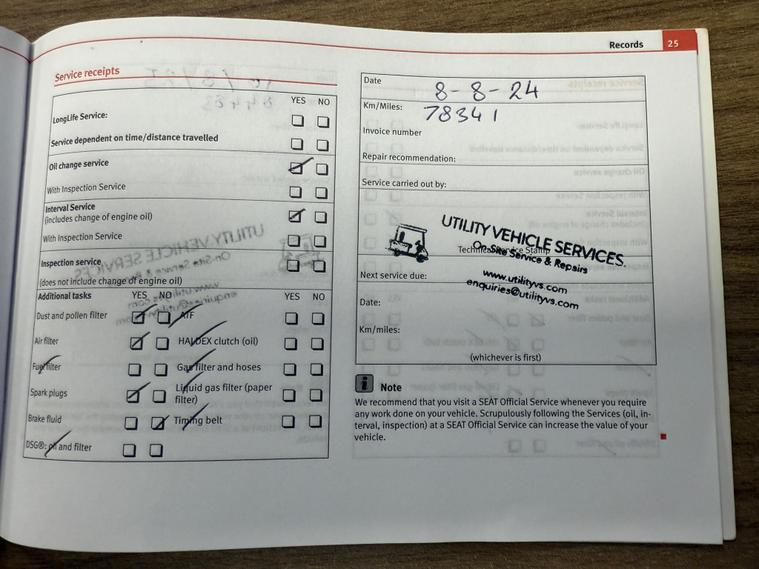 Records 25
Service receipts
YES NO
LongLife Service:
Service dependent on time/distance travelled
Oil change service
With Inspection Service
Interval Service
(includes change of engine oil)
With Inspection Service
Inspection service
(does not include change of engine oil)
Additional tasks YES NO YES NO
Dust and pollen filter ATF
Air filter HALDEX clutch (oil)
Fuel filter Gas filter and hoses
Spark plugs Liquid gas filter (paper
filter)
Brake fluid Timing belt
DSG®: oil and filter
Date 8-8-24
Km/Miles: 78341
Invoice number
Repair recommendation:
Service carried out by:
UTILITY VEHICLE SERVICES.
On-Site Service & Repairs
www.utilityvs.com
enquiries@utilityvs.com
Next service due:
Date:
Km/miles:
(whichever is first)
i Note
We recommend that you visit a SEAT Official Service whenever you require
any work done on your vehicle. Scrupulously following the Services (oil, in-
terval, inspection) at a SEAT Official Service can increase the value of your
vehicle.